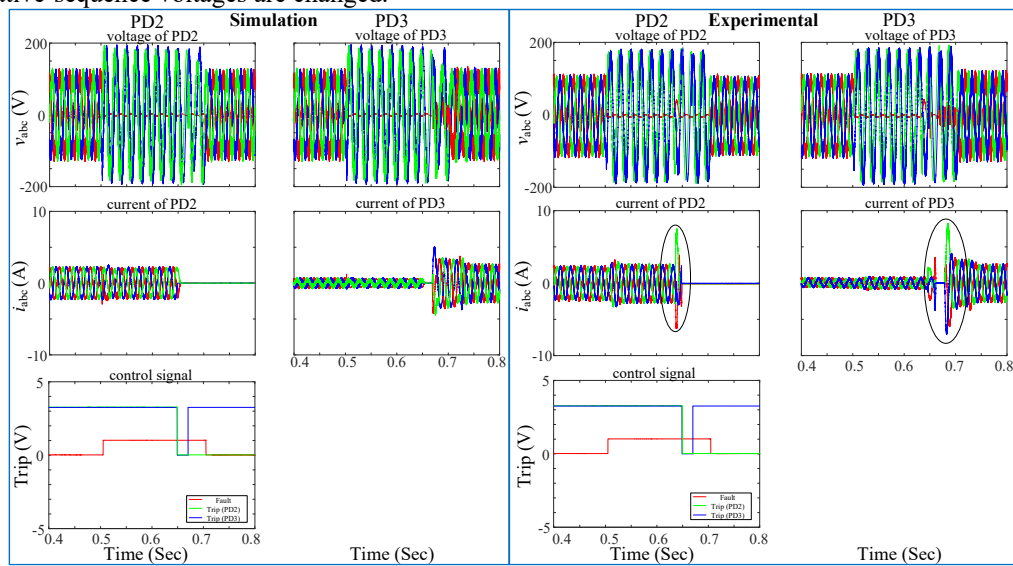 ative-sequence voltages are changed.
PD2 Simulation PD3
voltage of PD2 voltage of PD3
200
0
-200
v_abc (V)
current of PD2 current of PD3
10
0
-10
i_abc (A)
0.4 0.5 0.6 0.7 0.8
control signal
5
0
-5
Trip (V)
Fault
Trip (PD2)
Trip (PD3)
0.4 0.5 0.6 0.7 0.8
Time (Sec) Time (Sec)
PD2 Experimental PD3
voltage of PD2 voltage of PD3
200
0
-200
v_abc (V)
current of PD2 current of PD3
10
0
-10
i_abc (A)
0.4 0.5 0.6 0.7 0.8
control signal
5
0
-5
Trip (V)
Fault
Trip (PD2)
Trip (PD3)
0.4 0.5 0.6 0.7 0.8
Time (Sec) Time (Sec)